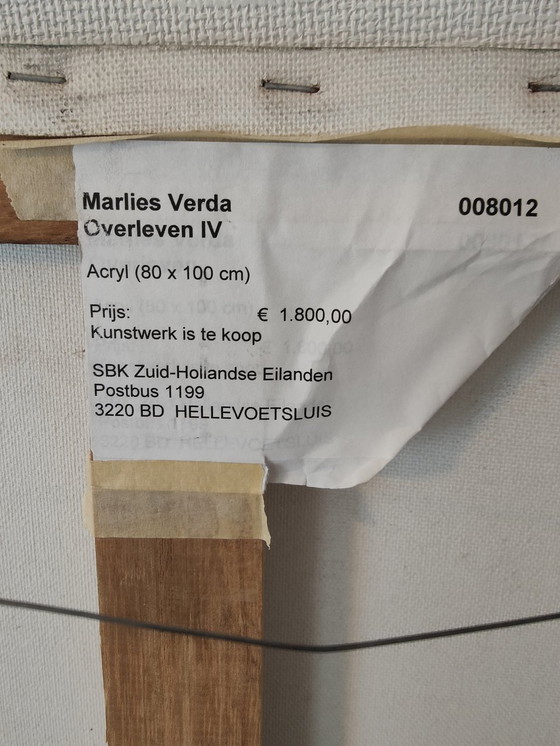 Marlies Verda 008012
Overleven IV
Acryl (80 x 100 cm)
Prijs: € 1.800,00
Kunstwerk is te koop
SBK Zuid-Hollandse Eilanden
Postbus 1199
3220 BD HELLEVOETSLUIS